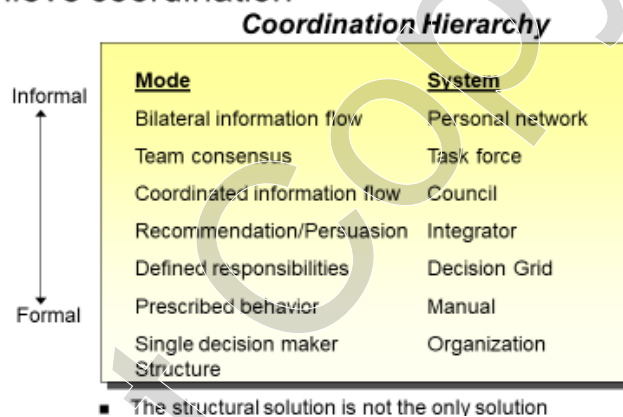 coordination
Coordination Hierarchy
Mode System
Informal
Bilateral information flow Personal network
Team consensus Task force
Coordinated information flow Council
Recommendation/Persuasion Integrator
Defined responsibilities Decision Grid
Formal
Prescribed behavior Manual
Single decision maker Organization
Structure
■ The structural solution is not the only solution